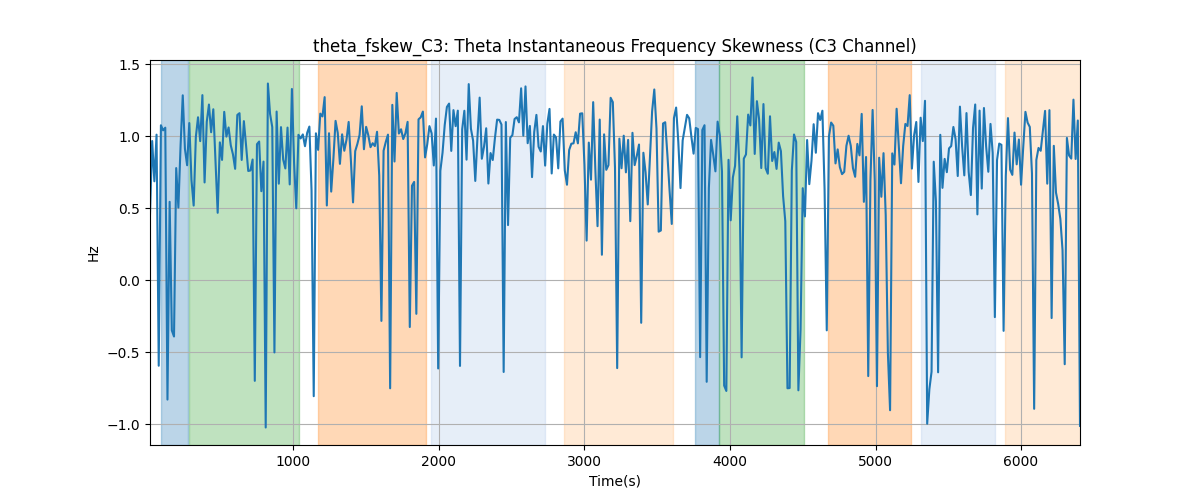 theta_fskew_C3: Theta Instantaneous Frequency Skewness (C3 Channel)
1.5
1.0
0.5
0.0
−0.5
−1.0
Hz
1000 2000 3000 4000 5000 6000
Time(s)